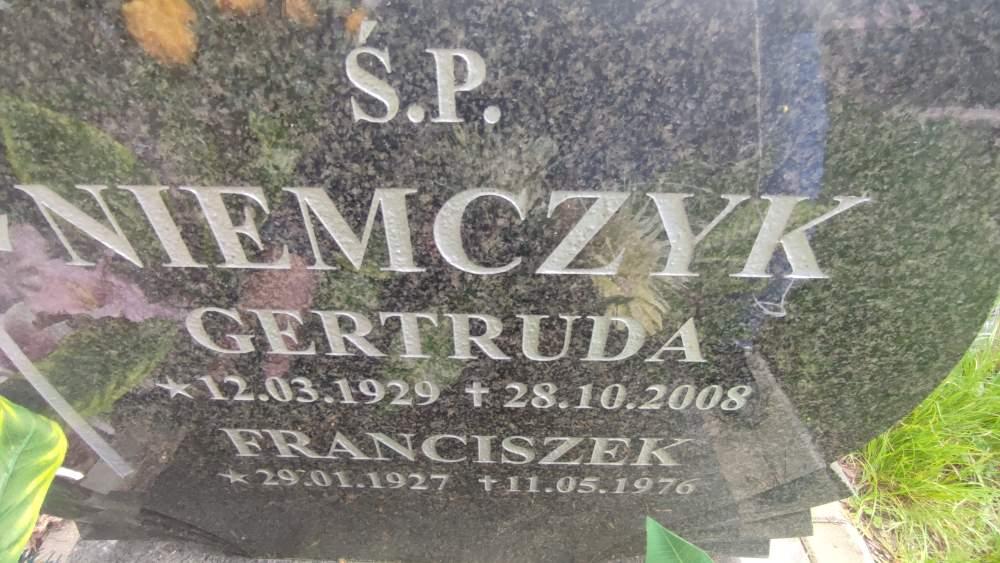 Ś.P.
NIEMCZYK
GERTRUDA
★12.03.1929 ✝28.10.2008
FRANCISZEK
★29.01.1927 ✝11.05.1976